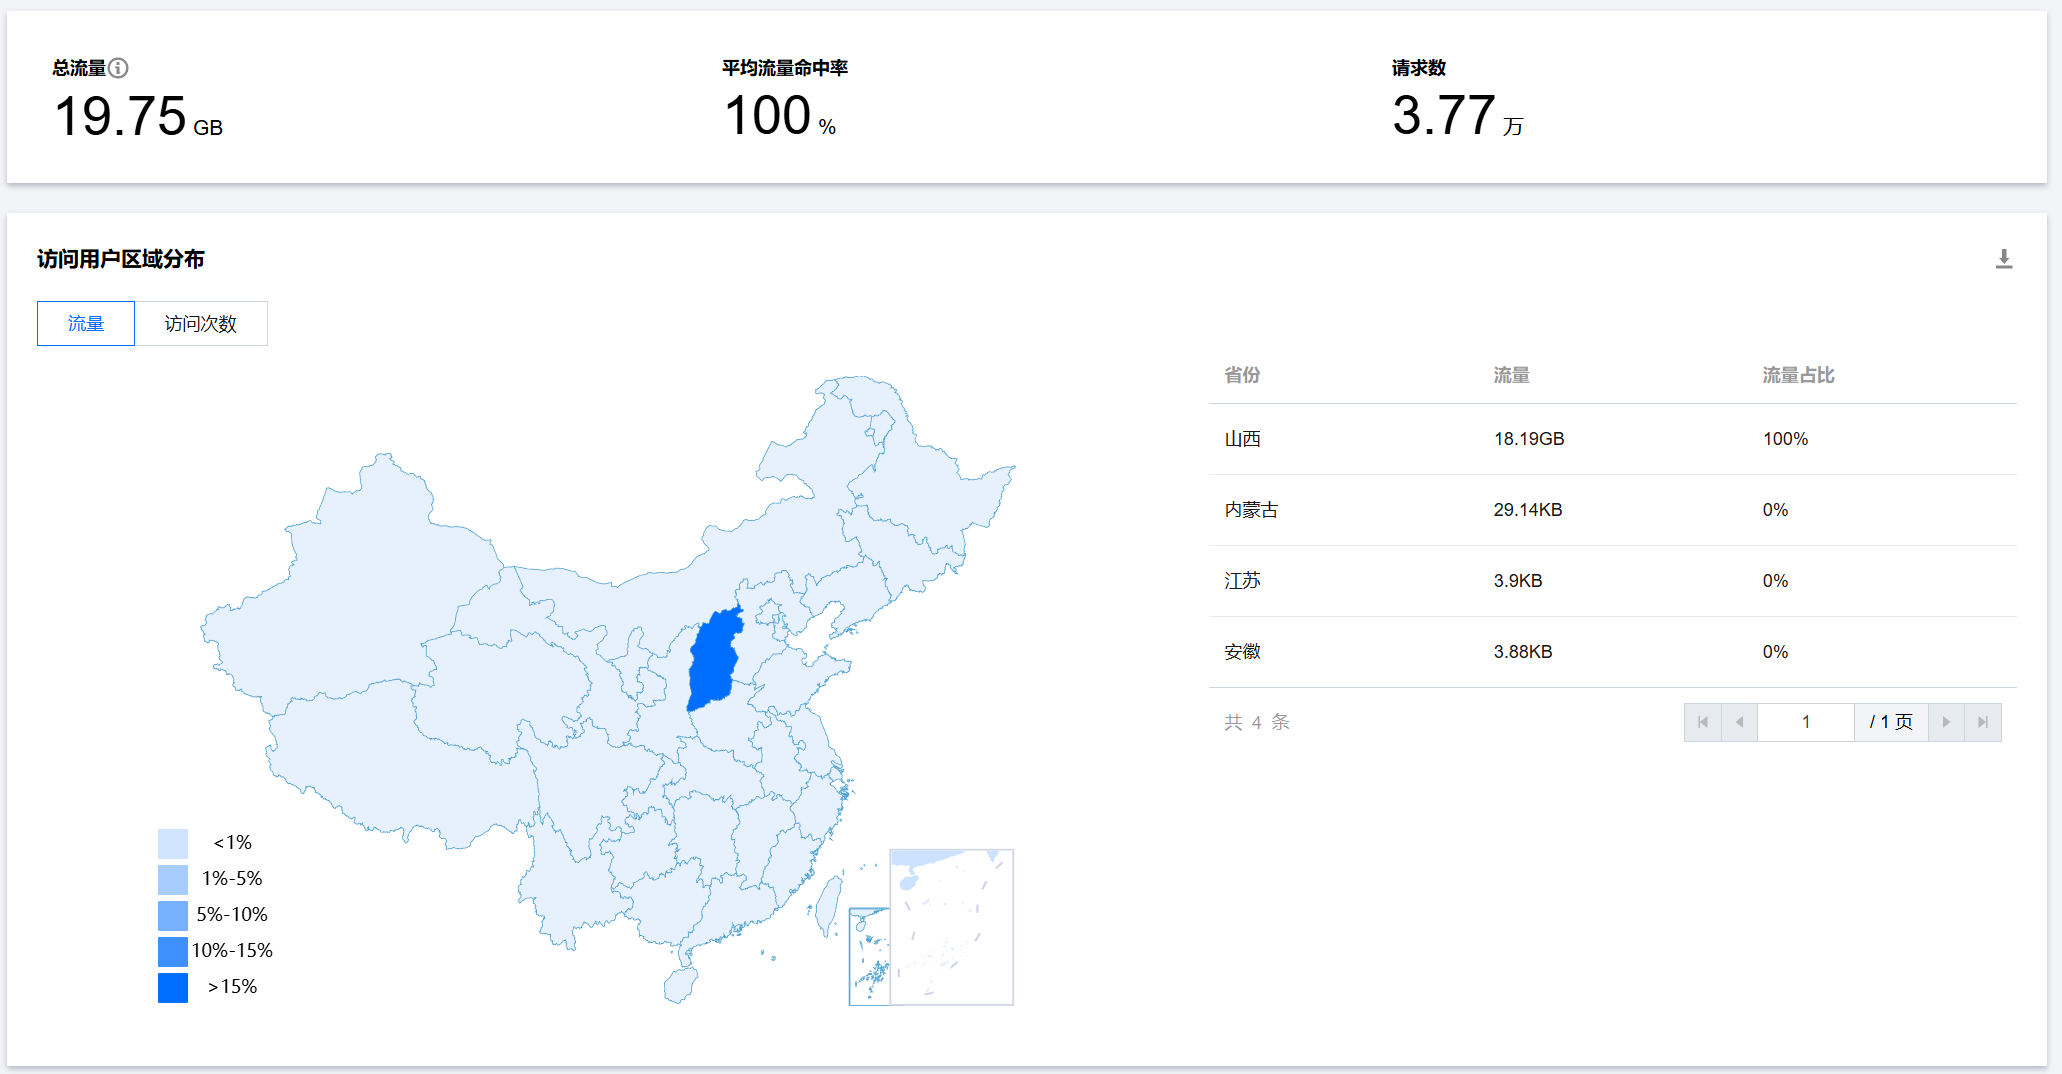 总流量
19.75 GB
平均流量命中率
100 %
请求数
3.77 万
访问用户区域分布
流量 访问次数
<1%
1%-5%
5%-10%
10%-15%
>15%
省份 流量 流量占比
山西 18.19GB 100%
内蒙古 29.14KB 0%
江苏 3.9KB 0%
安徽 3.88KB 0%
共 4 条
1 / 1 页